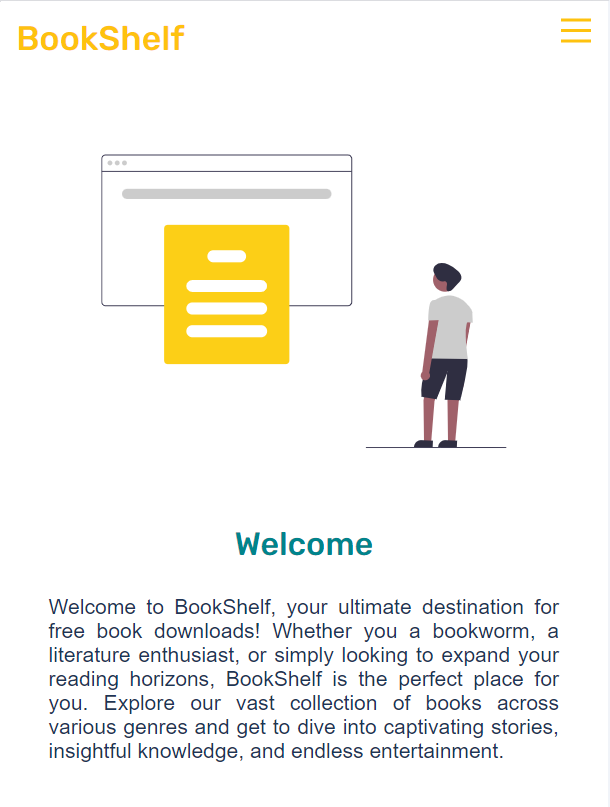 BookShelf
Welcome
Welcome to BookShelf, your ultimate destination for
free book downloads! Whether you a bookworm, a
literature enthusiast, or simply looking to expand your
reading horizons, BookShelf is the perfect place for
you. Explore our vast collection of books across
various genres and get to dive into captivating stories,
insightful knowledge, and endless entertainment.